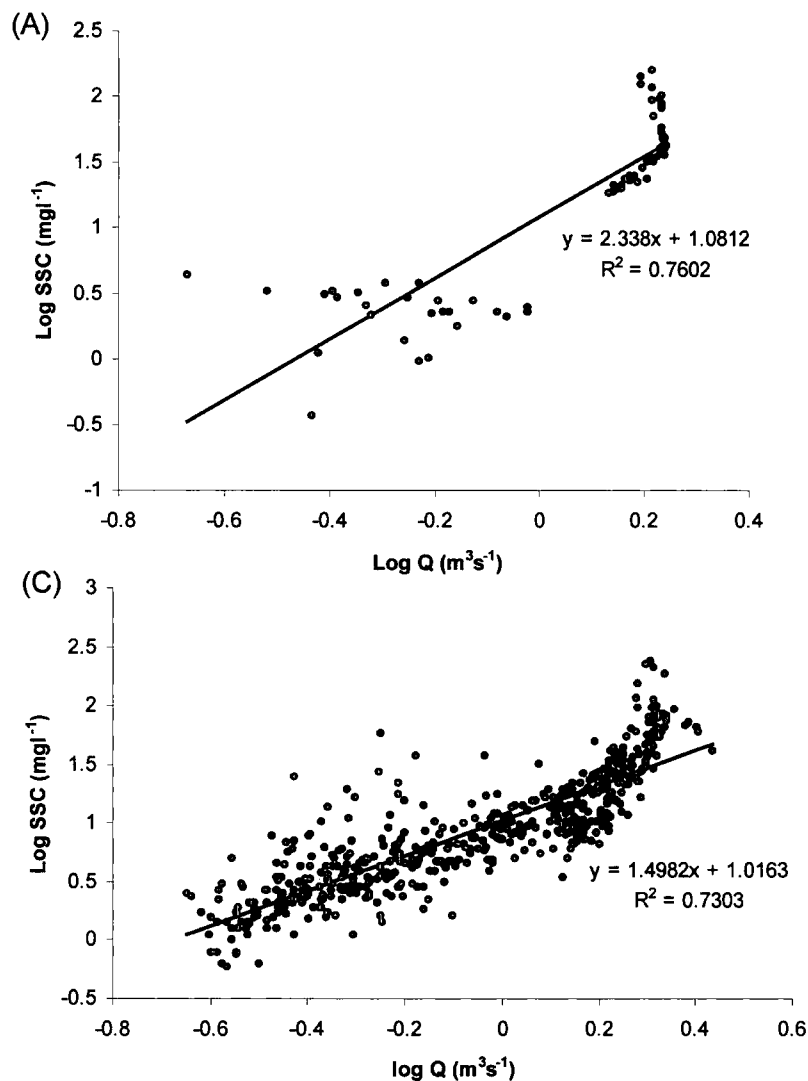 (A)
2.5
2
1.5
1
0.5
0
-0.5
-1
Log SSC (mgl⁻¹)
y = 2.338x + 1.0812
R² = 0.7602
-0.8 -0.6 -0.4 -0.2 0 0.2 0.4
Log Q (m³s⁻¹)
(C)
3
2.5
2
1.5
1
0.5
0
-0.5
Log SSC (mgl⁻¹)
y = 1.4982x + 1.0163
R² = 0.7303
-0.8 -0.6 -0.4 -0.2 0 0.2 0.4 0.6
log Q (m³s⁻¹)